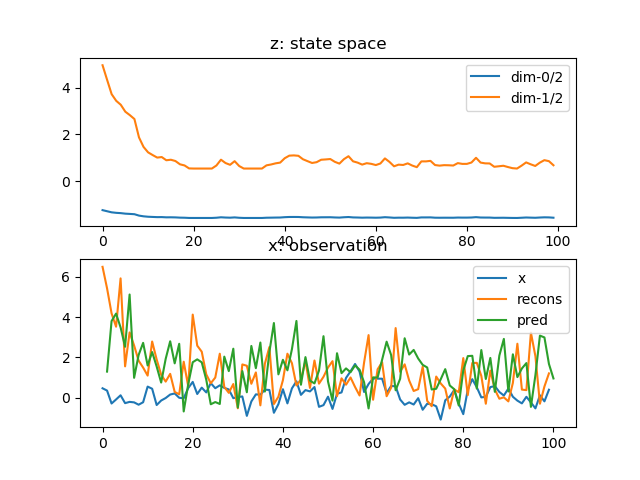 z: state space
4
2
0
dim-0/2
dim-1/2
0 20 40 60 80 100
x: observation
6
4
2
0
x
recons
pred
0 20 40 60 80 100